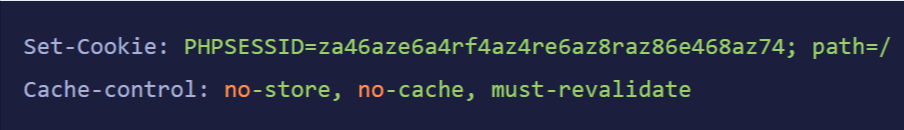 Set-Cookie: PHPSESSID=za46aze6a4rf4az4re6az8raz86e468az74; path=/
Cache-control: no-store, no-cache, must-revalidate